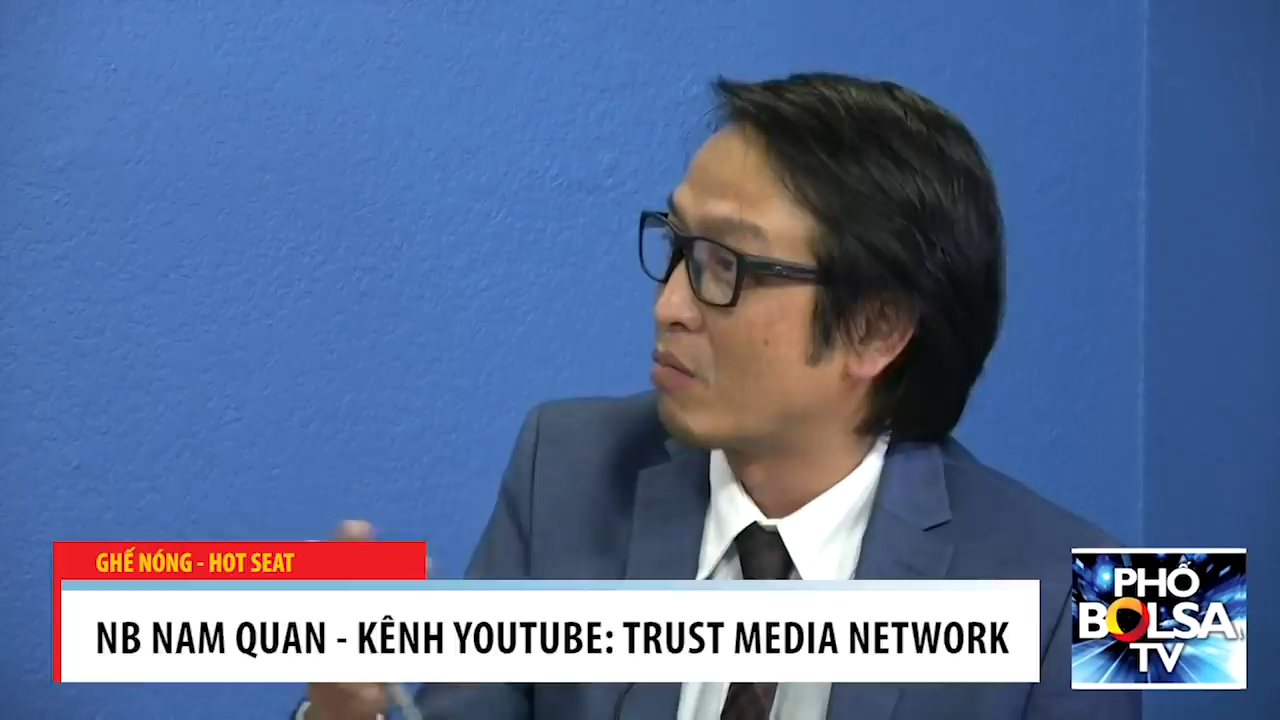 GHẾ NÓNG - HOT SEAT
NB NAM QUAN - KÊNH YOUTUBE: TRUST MEDIA NETWORK
PHỐ
BOLSA
TV